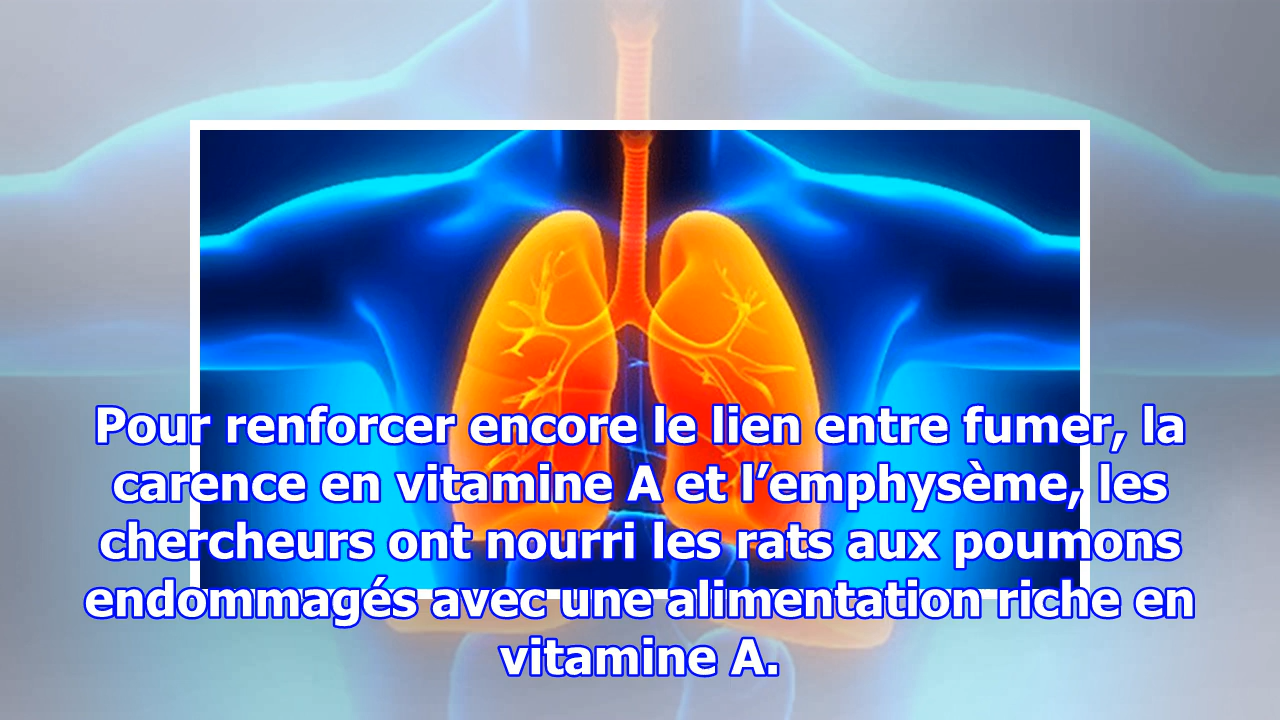 Pour renforcer encore le lien entre fumer, la
carence en vitamine A et l’emphysème, les
chercheurs ont nourri les rats aux poumons
endommagés avec une alimentation riche en
vitamine A.